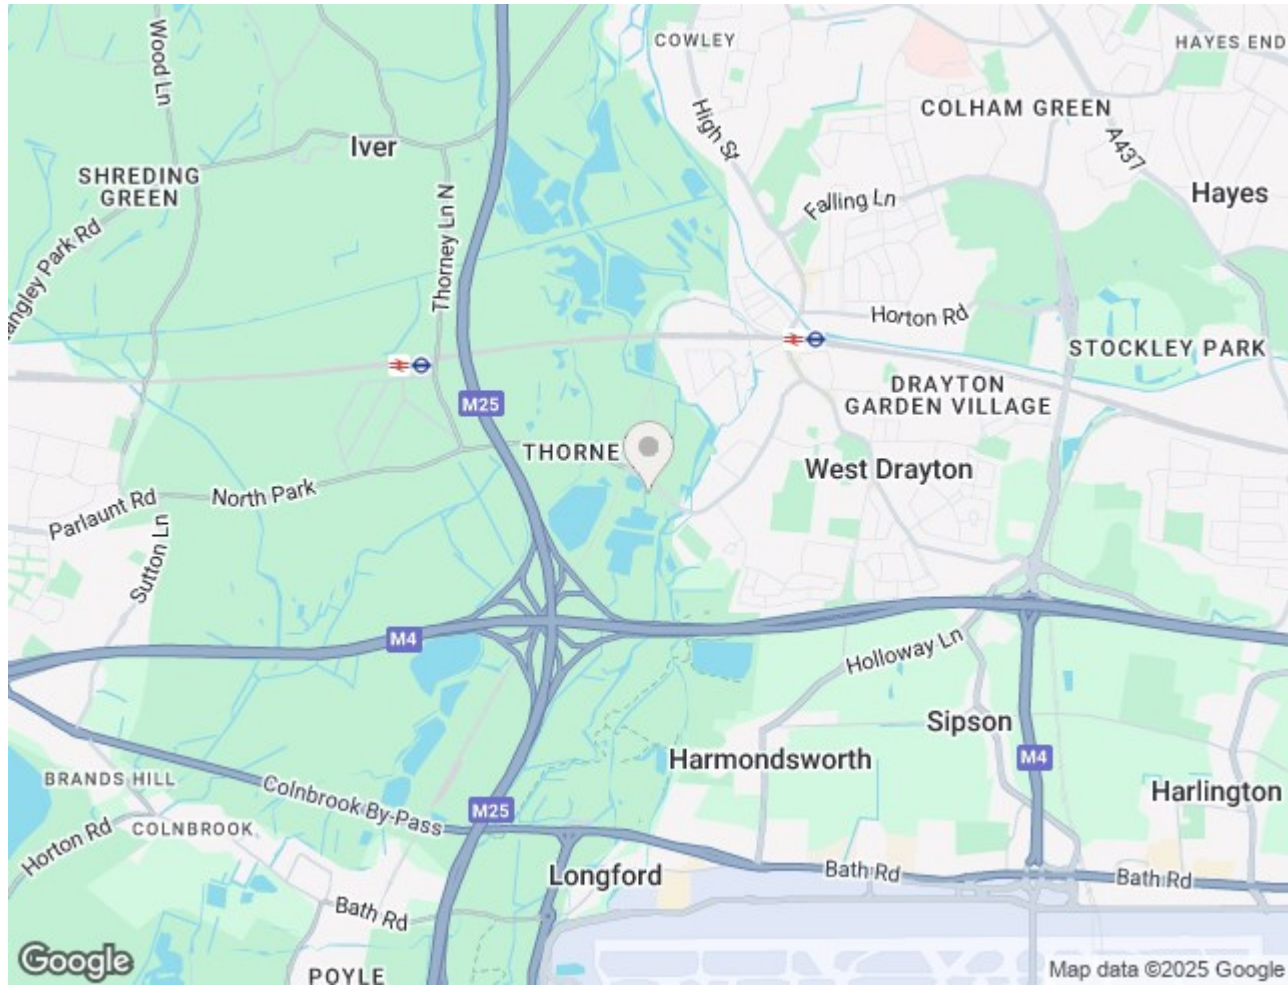 COWLEY
HAYES END
Wood Ln
High St
COLHAM GREEN
A437
Iver
SHREDING
GREEN
Thorney Ln N
Falling Ln
Hayes
Langley Park Rd
Horton Rd
STOCKLEY PARK
DRAYTON
GARDEN VILLAGE
M25
THORNE
West Drayton
North Park
Parlaunt Rd
Sutton Ln
M4
Holloway Ln
Sipson
Harmondsworth
M4
BRANDS HILL
Colnbrook By-Pass
M25
Harlington
COLNBROOK
Horton Rd
Longford
Bath Rd
Bath Rd
Bath Rd
POYLE
Google
Map data ©2025 Google